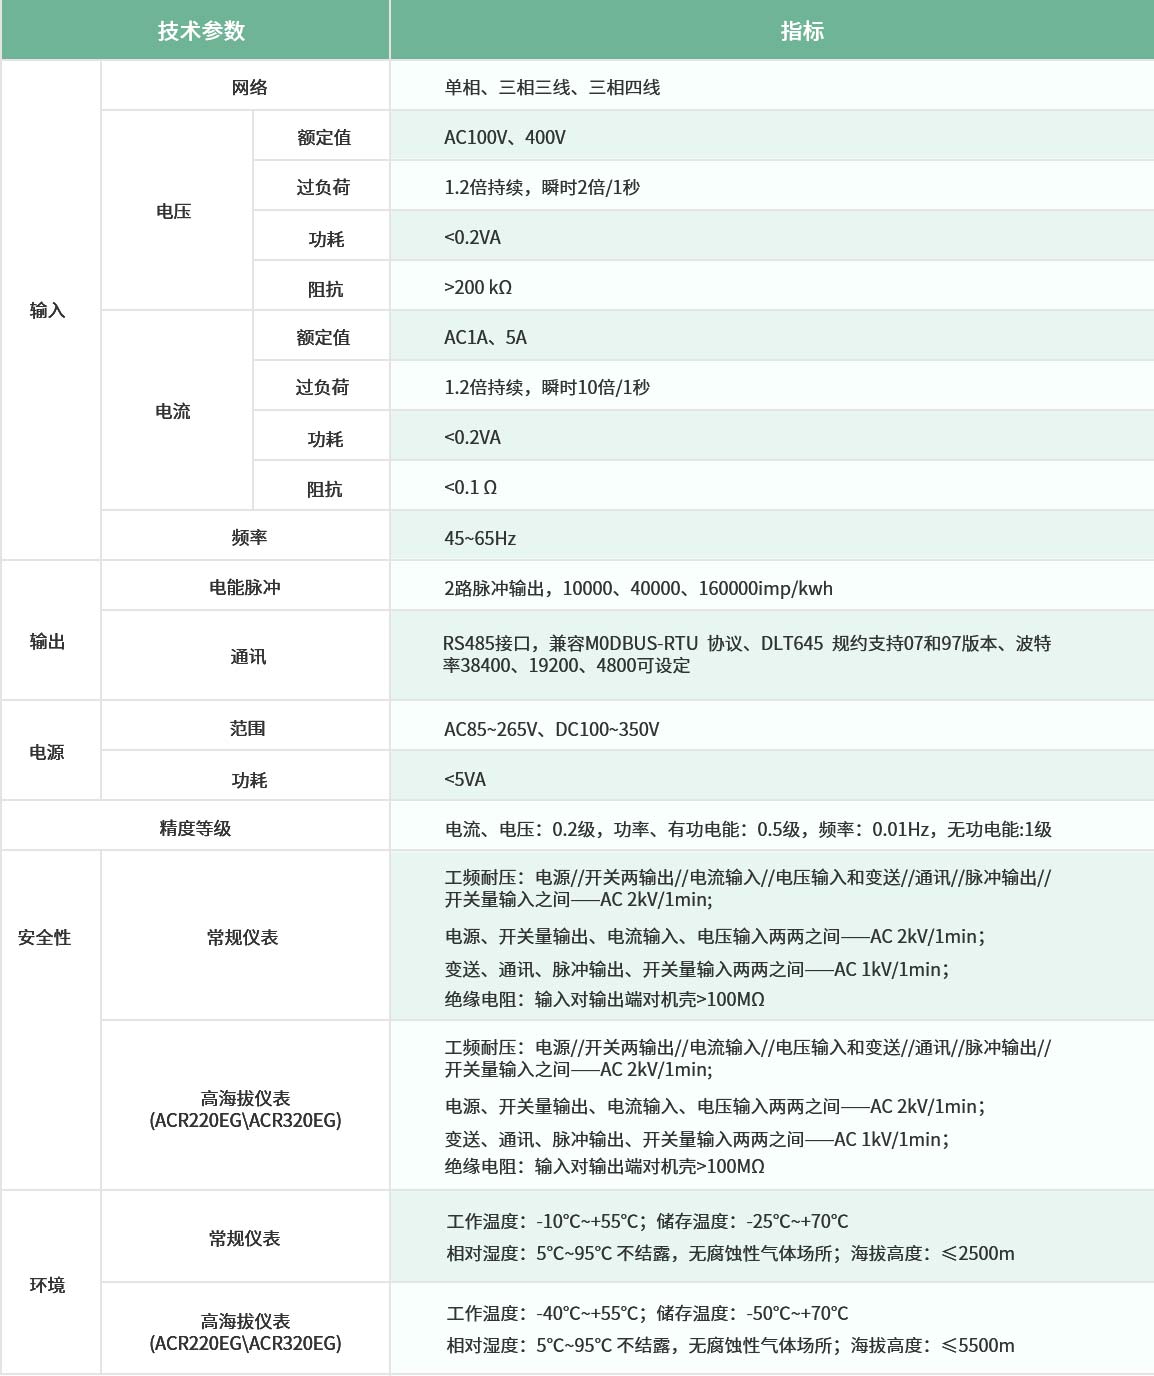 技术参数 指标
输入
网络 单相、三相三线、三相四线
电压
额定值 AC100V、400V
过负荷 1.2倍持续，瞬时2倍/1秒
功耗 <0.2VA
阻抗 >200 kΩ
电流
额定值 AC1A、5A
过负荷 1.2倍持续，瞬时10倍/1秒
功耗 <0.2VA
阻抗 <0.1 Ω
频率 45~65Hz
输出
电能脉冲 2路脉冲输出，10000、40000、160000imp/kwh
通讯
RS485接口，兼容M0DBUS-RTU 协议、DLT645 规约支持07和97版本、波特
率38400、19200、4800可设定
电源
范围 AC85~265V、DC100~350V
功耗 <5VA
精度等级 电流、电压：0.2级，功率、有功电能：0.5级，频率：0.01Hz，无功电能:1级
安全性
常规仪表
工频耐压：电源//开关两输出//电流输入//电压输入和变送//通讯//脉冲输出//
开关量输入之间——AC 2kV/1min;
电源、开关量输出、电流输入、电压输入两两之间——AC 2kV/1min；
变送、通讯、脉冲输出、开关量输入两两之间——AC 1kV/1min；
绝缘电阻：输入对输出端对机壳>100MΩ
高海拔仪表
(ACR220EG\ACR320EG)
工频耐压：电源//开关两输出//电流输入//电压输入和变送//通讯//脉冲输出//
开关量输入之间——AC 2kV/1min;
电源、开关量输出、电流输入、电压输入两两之间——AC 2kV/1min；
变送、通讯、脉冲输出、开关量输入两两之间——AC 1kV/1min；
绝缘电阻：输入对输出端对机壳>100MΩ
环境
常规仪表
工作温度：-10℃~+55℃；储存温度：-25℃~+70℃
相对湿度：5℃~95℃ 不结露，无腐蚀性气体场所；海拔高度：≤2500m
高海拔仪表
(ACR220EG\ACR320EG)
工作温度：-40℃~+55℃；储存温度：-50℃~+70℃
相对湿度：5℃~95℃ 不结露，无腐蚀性气体场所；海拔高度：≤5500m